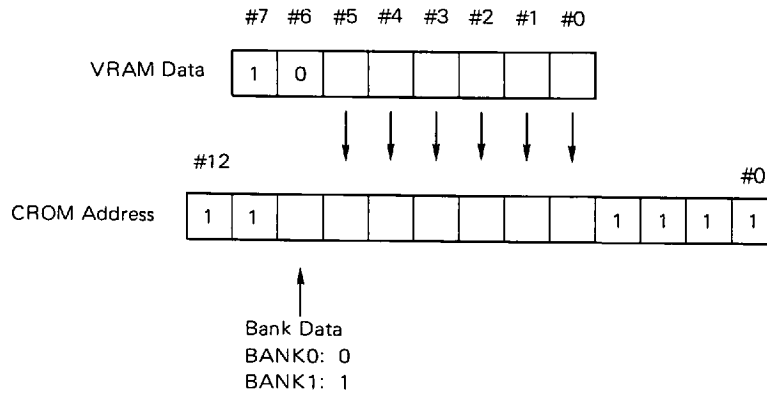 #7 #6 #5 #4 #3 #2 #1 #0
VRAM Data 1 0
#12 #0
CROM Address 1 1 1 1 1 1
Bank Data
BANK0: 0
BANK1: 1